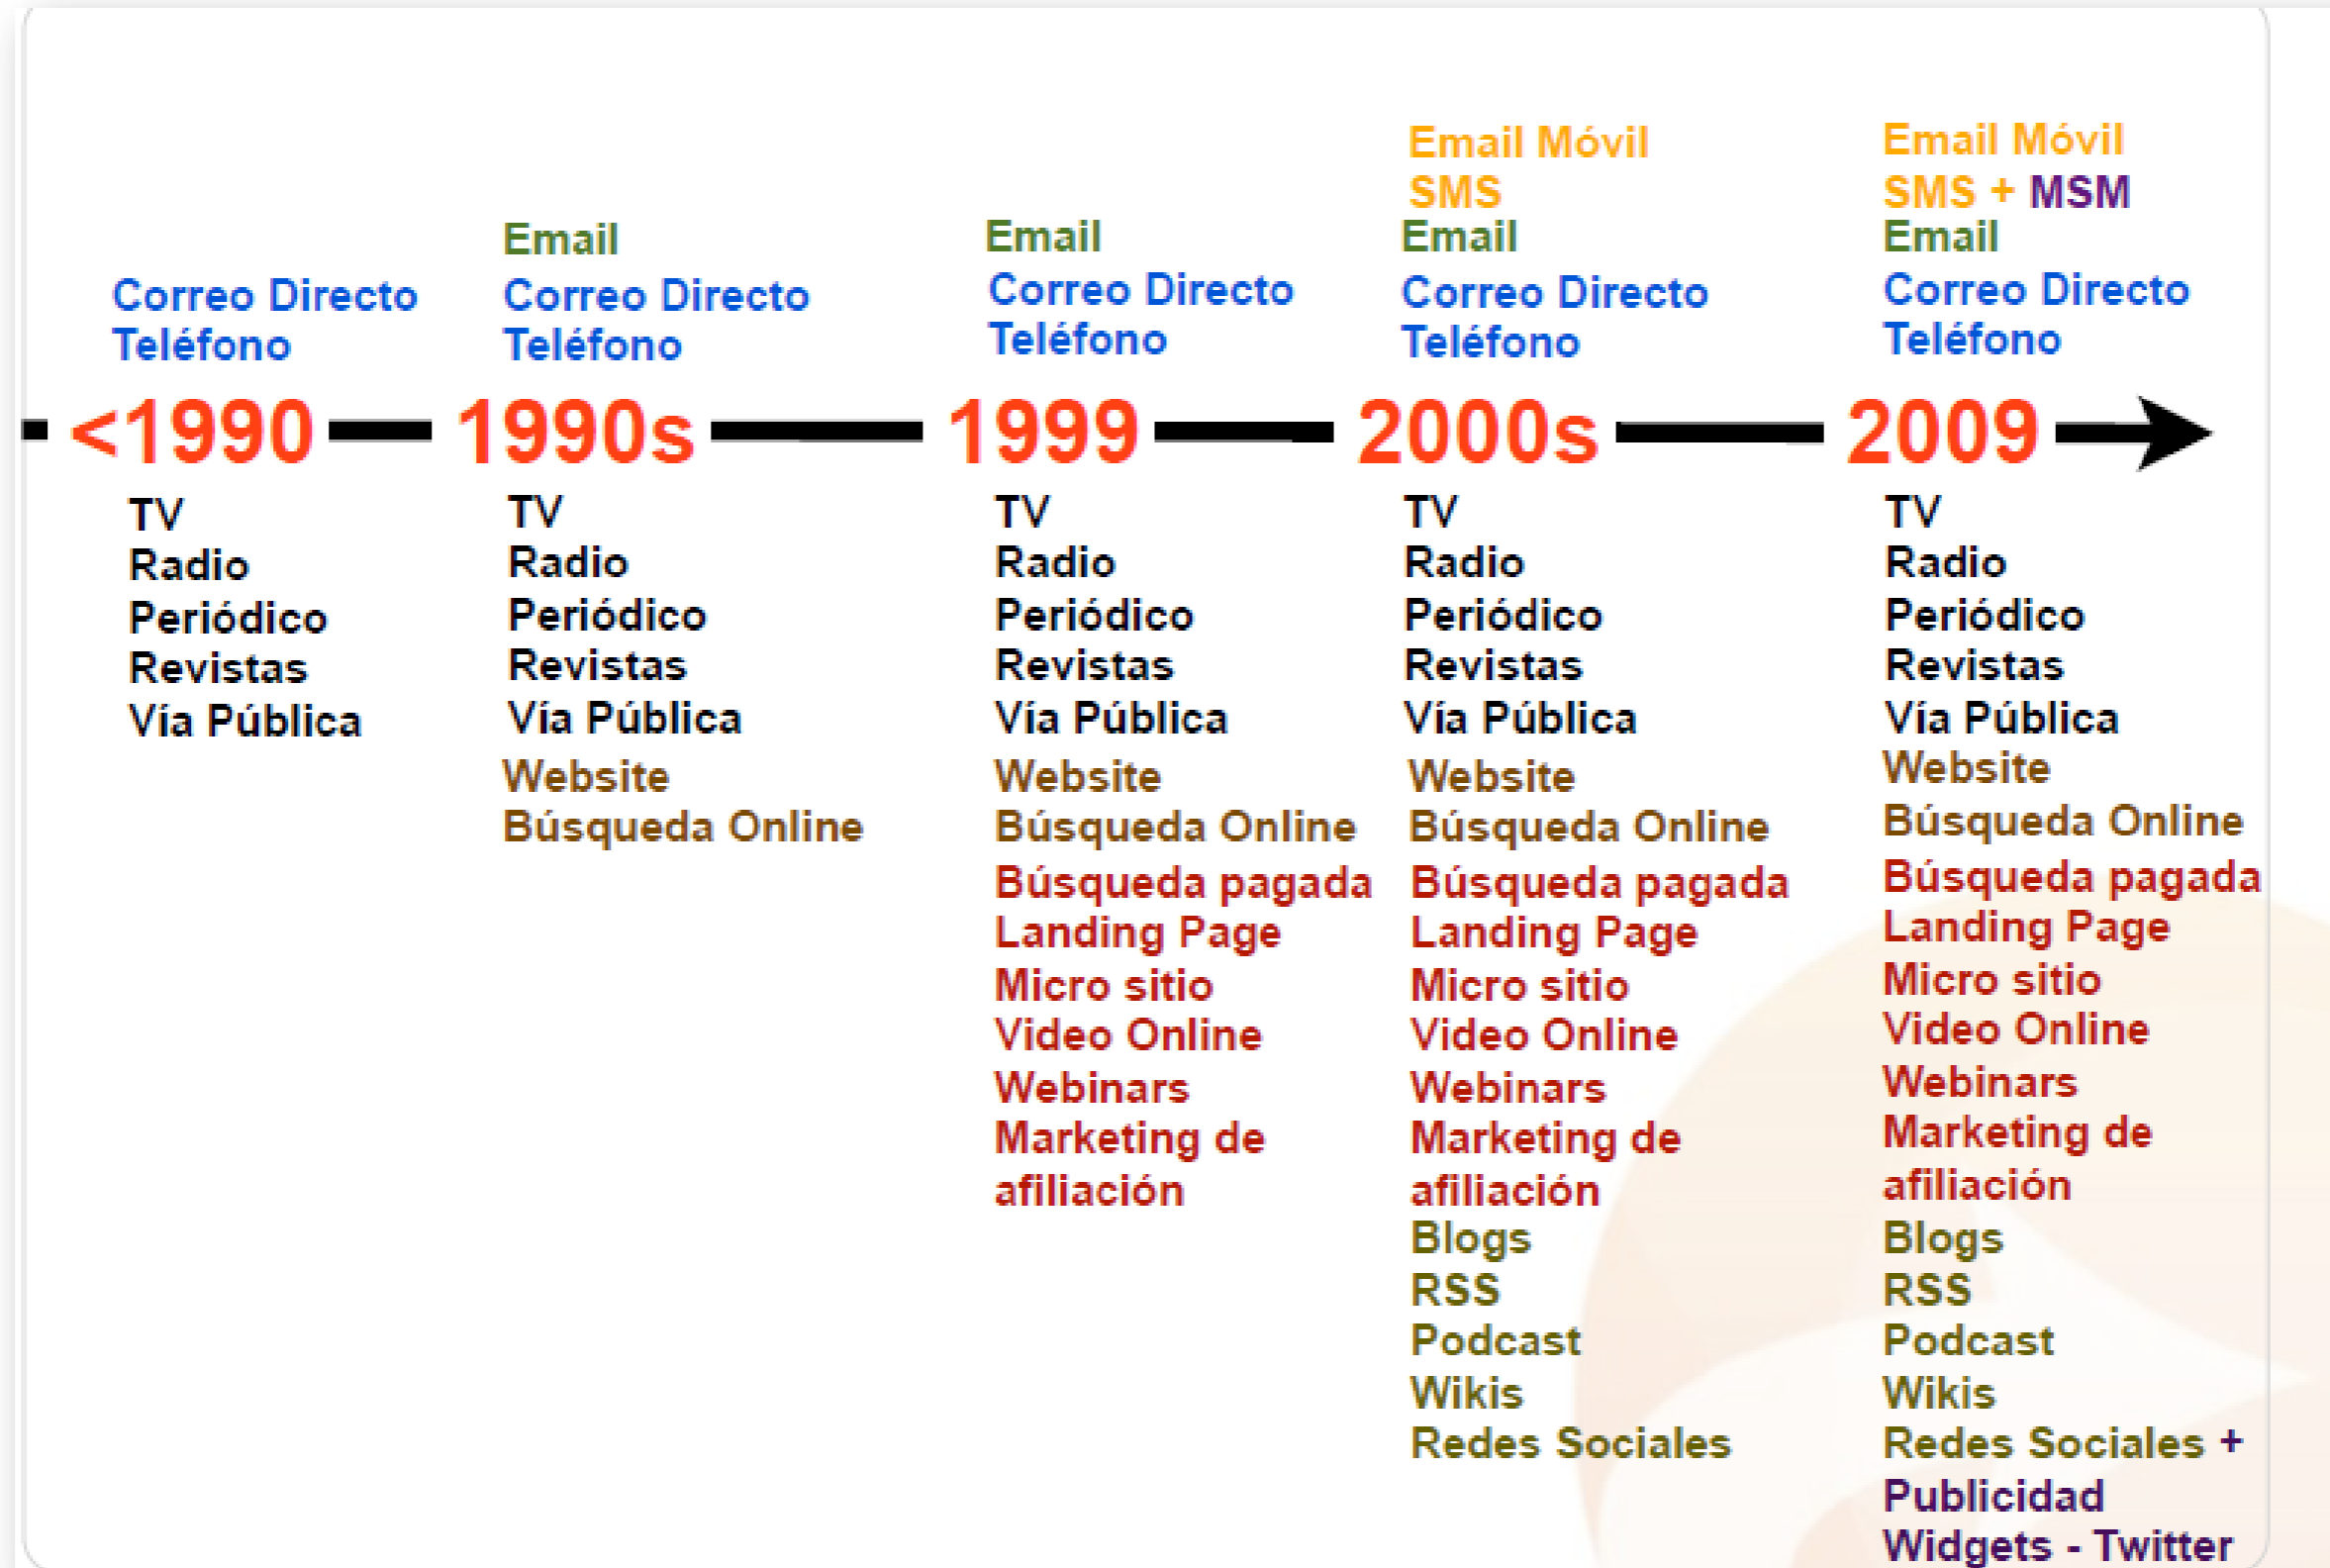 Correo Directo
Teléfono
<1990
TV
Radio
Periódico
Revistas
Vía Pública
Email
Correo Directo
Teléfono
1990s
TV
Radio
Periódico
Revistas
Vía Pública
Website
Búsqueda Online
Email
Correo Directo
Teléfono
1999
TV
Radio
Periódico
Revistas
Vía Pública
Website
Búsqueda Online
Búsqueda pagada
Landing Page
Micro sitio
Video Online
Webinars
Marketing de
afiliación
Email Móvil
SMS
Email
Correo Directo
Teléfono
2000s
TV
Radio
Periódico
Revistas
Vía Pública
Website
Búsqueda Online
Búsqueda pagada
Landing Page
Micro sitio
Video Online
Webinars
Marketing de
afiliación
Blogs
RSS
Podcast
Wikis
Redes Sociales
Email Móvil
SMS + MSM
Email
Correo Directo
Teléfono
2009
TV
Radio
Periódico
Revistas
Vía Pública
Website
Búsqueda Online
Búsqueda pagada
Landing Page
Micro sitio
Video Online
Webinars
Marketing de
afiliación
Blogs
RSS
Podcast
Wikis
Redes Sociales +
Publicidad
Widgets - Twitter